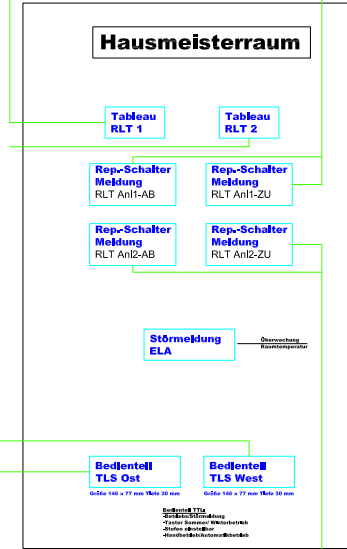 Hausmeisterraum
Tableau
RLT 1
Tableau
RLT 2
Rep.-Schalter
Meldung
RLT Anl1-AB
Rep.-Schalter
Meldung
RLT Anl1-ZU
Rep.-Schalter
Meldung
RLT Anl2-AB
Rep.-Schalter
Meldung
RLT Anl2-ZU
Störmeldung
ELA
Überwachung
Raumtemperatur
Bedienteil
TLS Ost
Bedienteil
TLS West
Größe 146 x 77 mm Tiefe 30 mm
Größe 146 x 77 mm Tiefe 30 mm
Bedienteil TTLs
-Betriebs/Störmeldung
-Taster Sommer/ Winterbetrieb
-Stufen einstellbar
-Handbetrieb/Automatikbetrieb